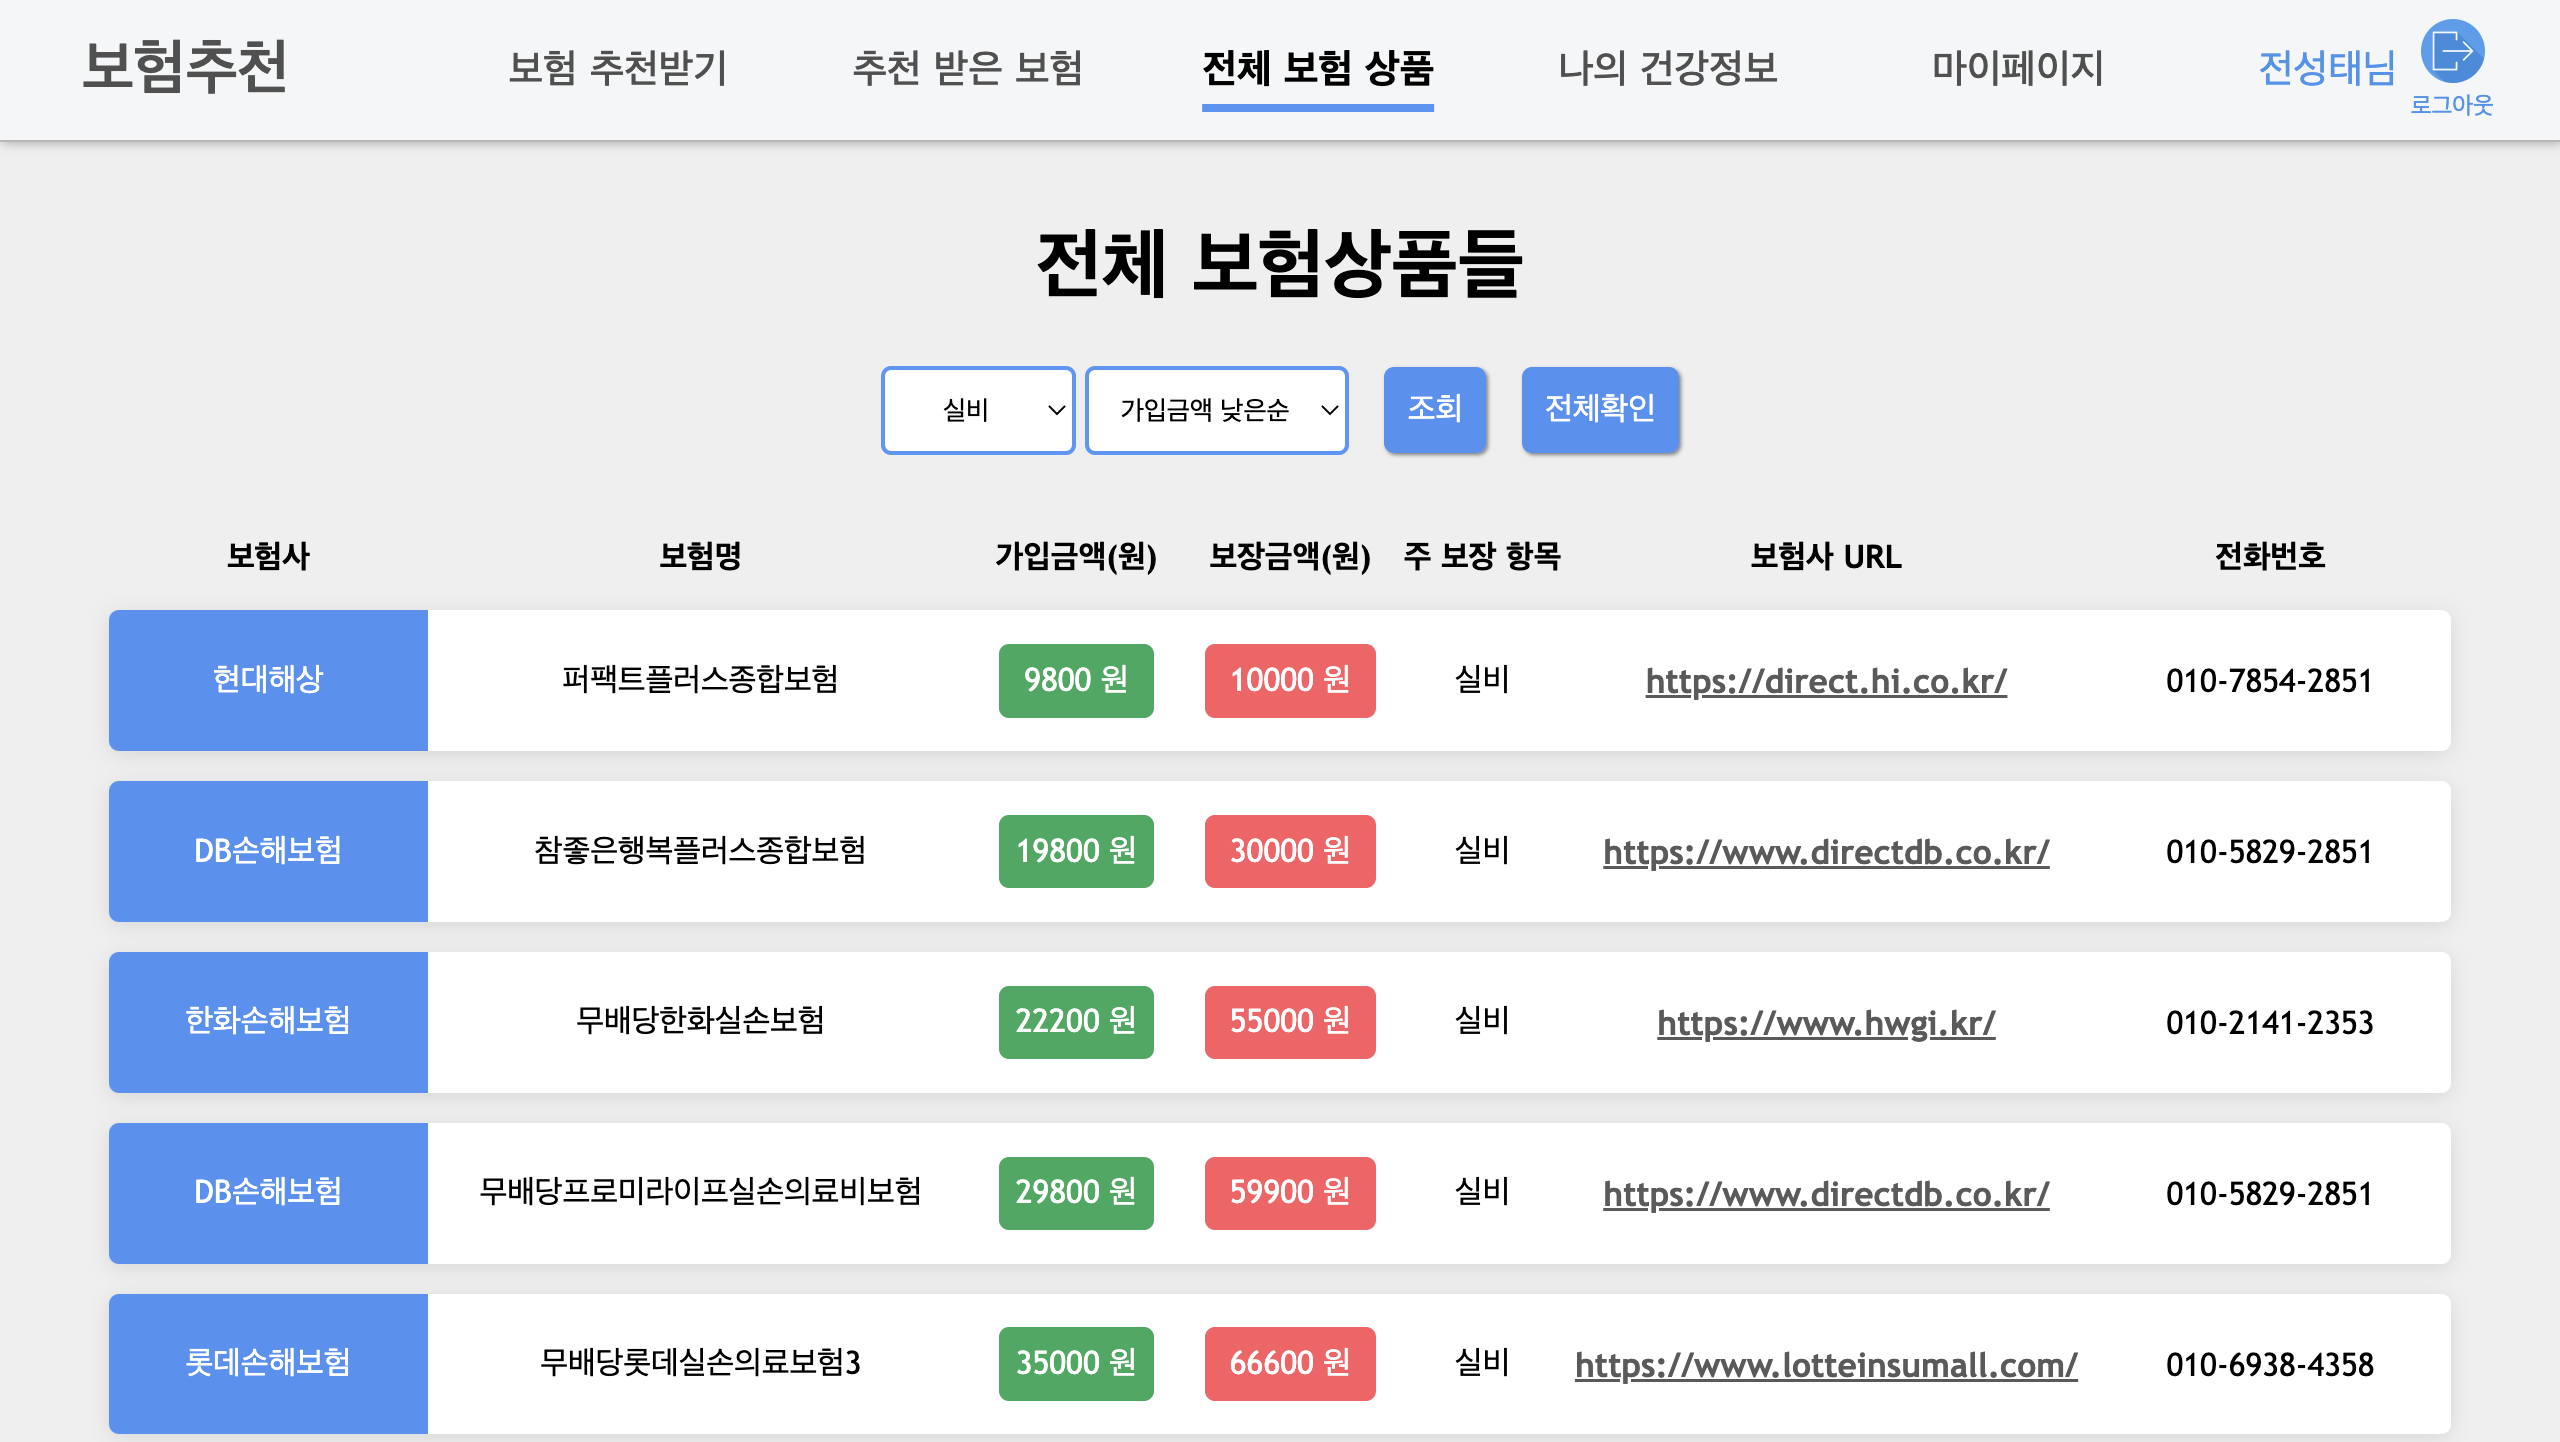 보험추천 보험 추천받기 추천 받은 보험 전체 보험 상품 나의 건강정보 마이페이지 전성태님
로그아웃
전체 보험상품들
실비 가입금액 낮은순 조회 전체확인
보험사 보험명 가입금액(원) 보장금액(원) 주 보장 항목 보험사 URL 전화번호
현대해상 퍼팩트플러스종합보험 9800 원 10000 원 실비 https://direct.hi.co.kr/ 010-7854-2851
DB손해보험 참좋은행복플러스종합보험 19800 원 30000 원 실비 https://www.directdb.co.kr/ 010-5829-2851
한화손해보험 무배당한화실손보험 22200 원 55000 원 실비 https://www.hwgi.kr/ 010-2141-2353
DB손해보험 무배당프로미라이프실손의료비보험 29800 원 59900 원 실비 https://www.directdb.co.kr/ 010-5829-2851
롯데손해보험 무배당롯데실손의료보험3 35000 원 66600 원 실비 https://www.lotteinsumall.com/ 010-6938-4358